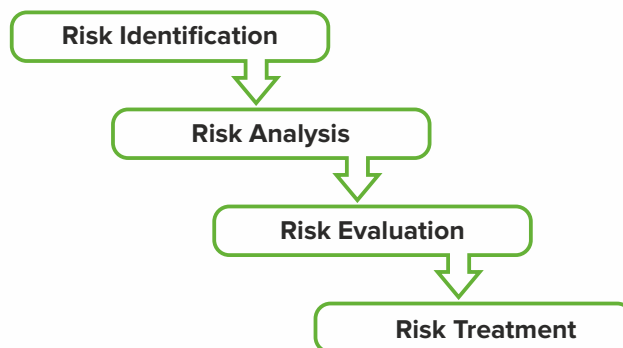 Risk Identification
Risk Analysis
Risk Evaluation
Risk Treatment